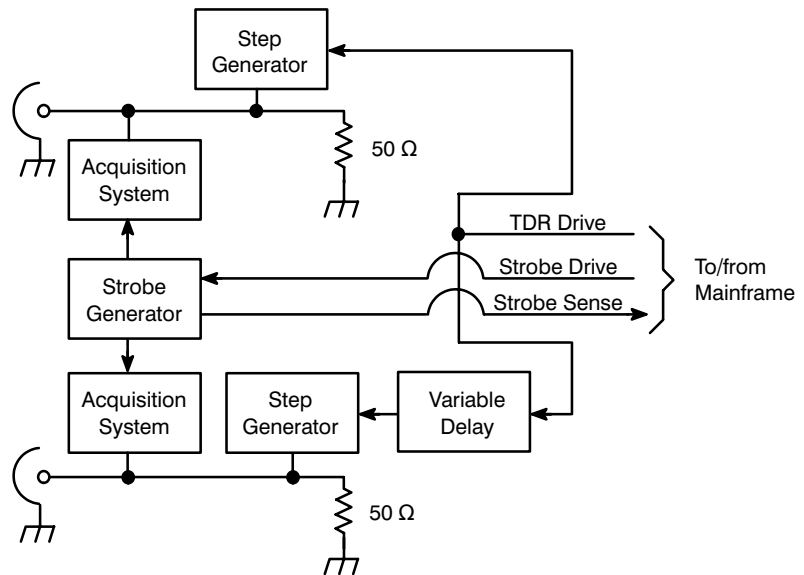 Step
Generator
50 Ω
Acquisition
System
TDR Drive
Strobe Drive
To/from
Mainframe
Strobe
Generator
Strobe Sense
Acquisition
System
Step
Generator
Variable
Delay
50 Ω